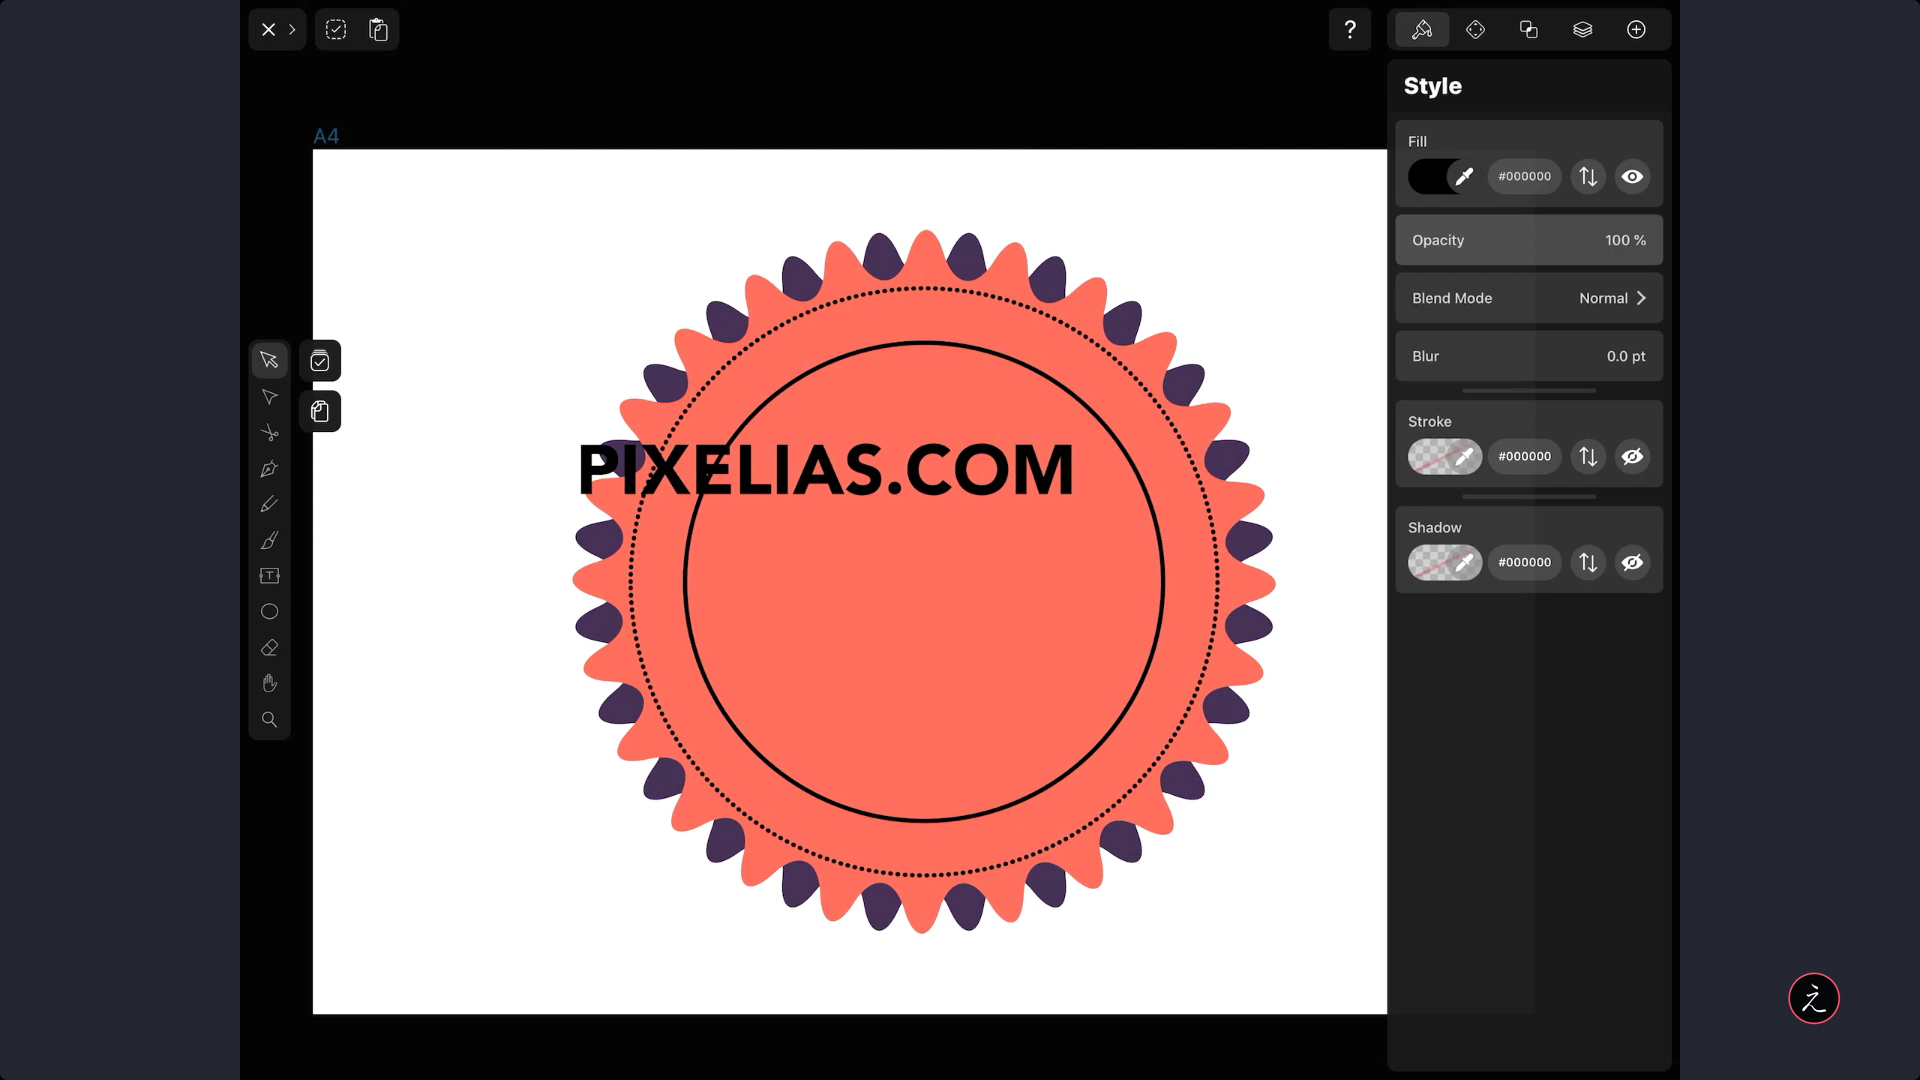 ?
Style
A4
Fill
#000000
Opacity 100 %
Blend Mode Normal
Blur 0.0 pt
Stroke
#000000
PIXELIAS.COM
Shadow
#000000
T